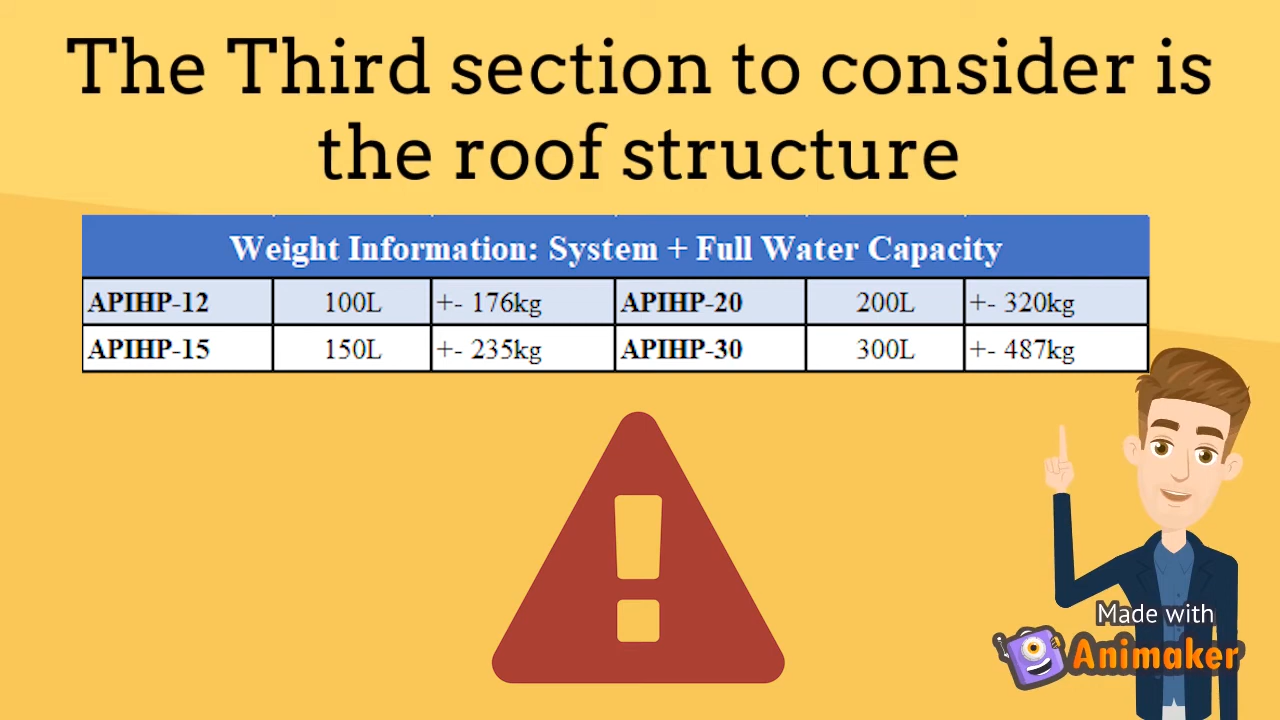 The Third section to consider is
the roof structure
Weight Information: System + Full Water Capacity
APIHP-12 100L +- 176kg APIHP-20 200L +- 320kg
APIHP-15 150L +- 235kg APIHP-30 300L +- 487kg
Made with
Animaker